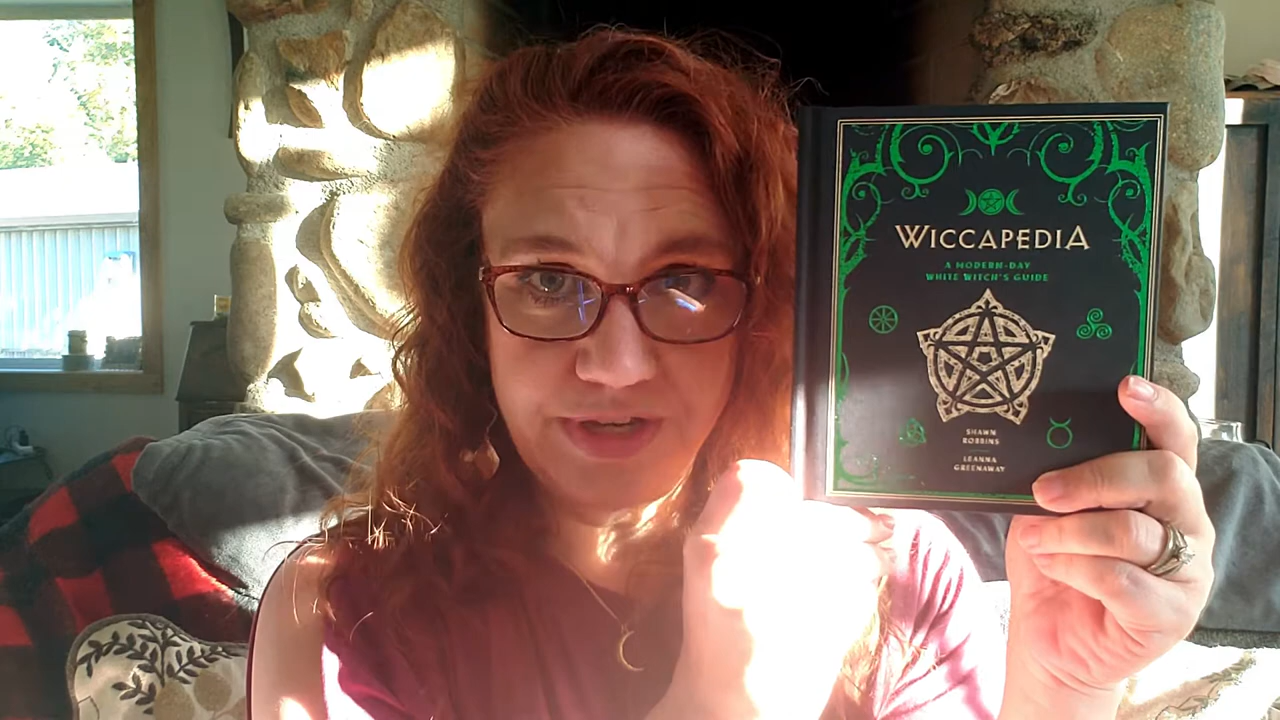 WICCAPEDIA
A MODERN-DAY
WHITE WITCH'S GUIDE
SHAWN
ROBBINS
LEANNA
GREENAWAY